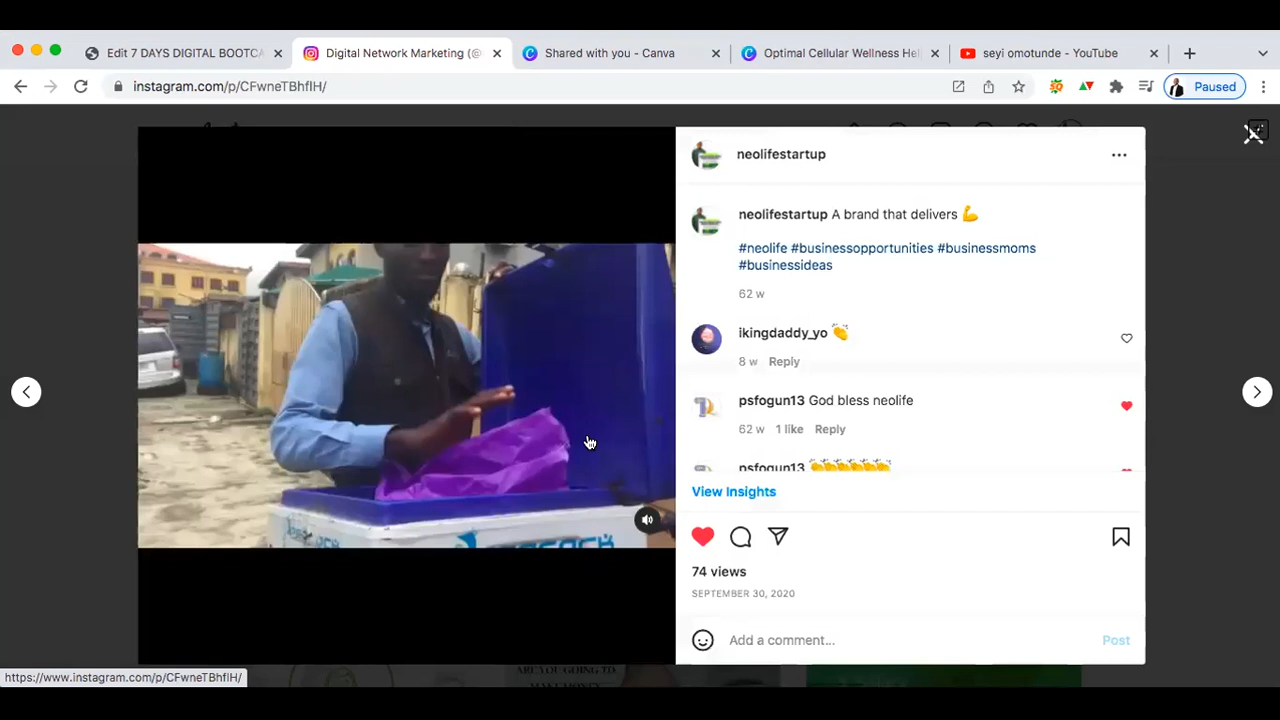 Edit 7 DAYS DIGITAL BOOTCA
Digital Network Marketing (@
Shared with you - Canva
Optimal Cellular Wellness Hel
seyi omotunde - YouTube
instagram.com/p/CFwneTBhfIH/
Paused
neolifestartup
neolifestartup A brand that delivers 💪
#neolife #businessopportunities #businessmoms
#businessideas
62 w
ikingdaddy_yo 👏
8 w Reply
psfogun13 God bless neolife
62 w 1 like Reply
psfogun13 👏👏👏👏👏👏
View Insights
74 views
SEPTEMBER 30, 2020
Add a comment...
Post
MAKE MONEY
https://www.instagram.com/p/CFwneTBhfIH/